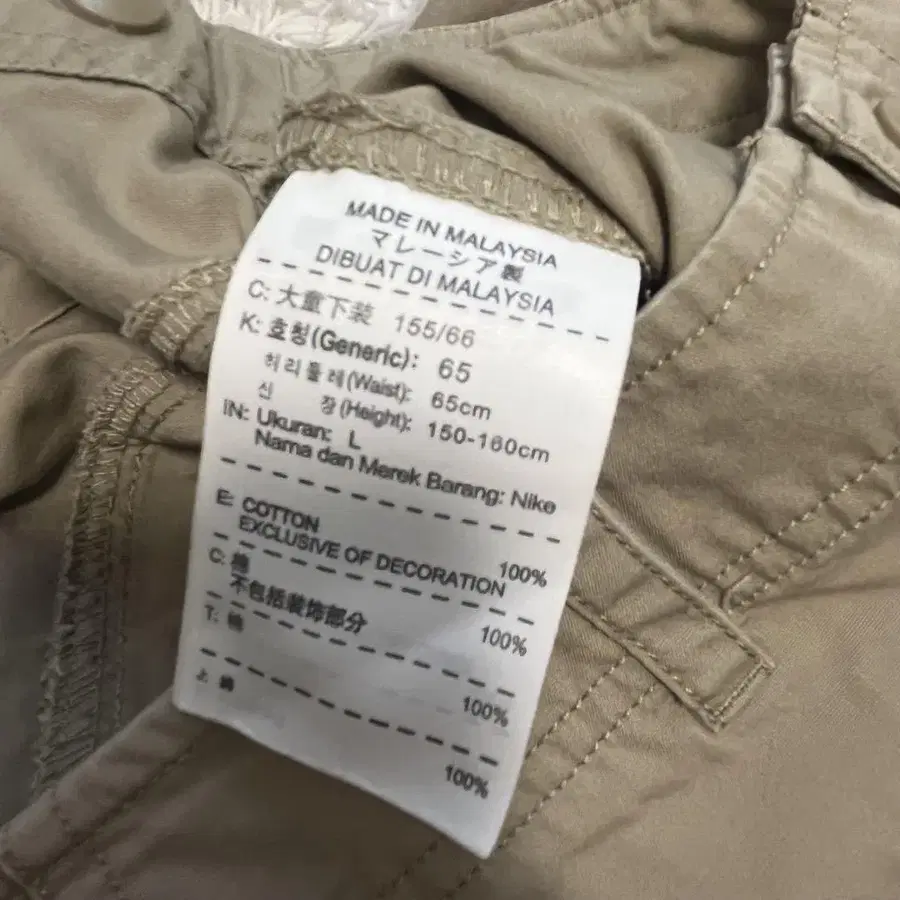 MADE IN MALAYSIA
マレーシア製
DIBUAT DI MALAYSIA
C: 大童下装 155/66
K: 호칭(Generic): 65
허리둘레(Waist): 65cm
신 장(Height): 150-160cm
IN: Ukuran: L
Nama dan Merek Barang: Nike
E: COTTON 100%
EXCLUSIVE OF DECORATION
C: 棉 100%
不包括装饰部分
T: 棉 100%
100%